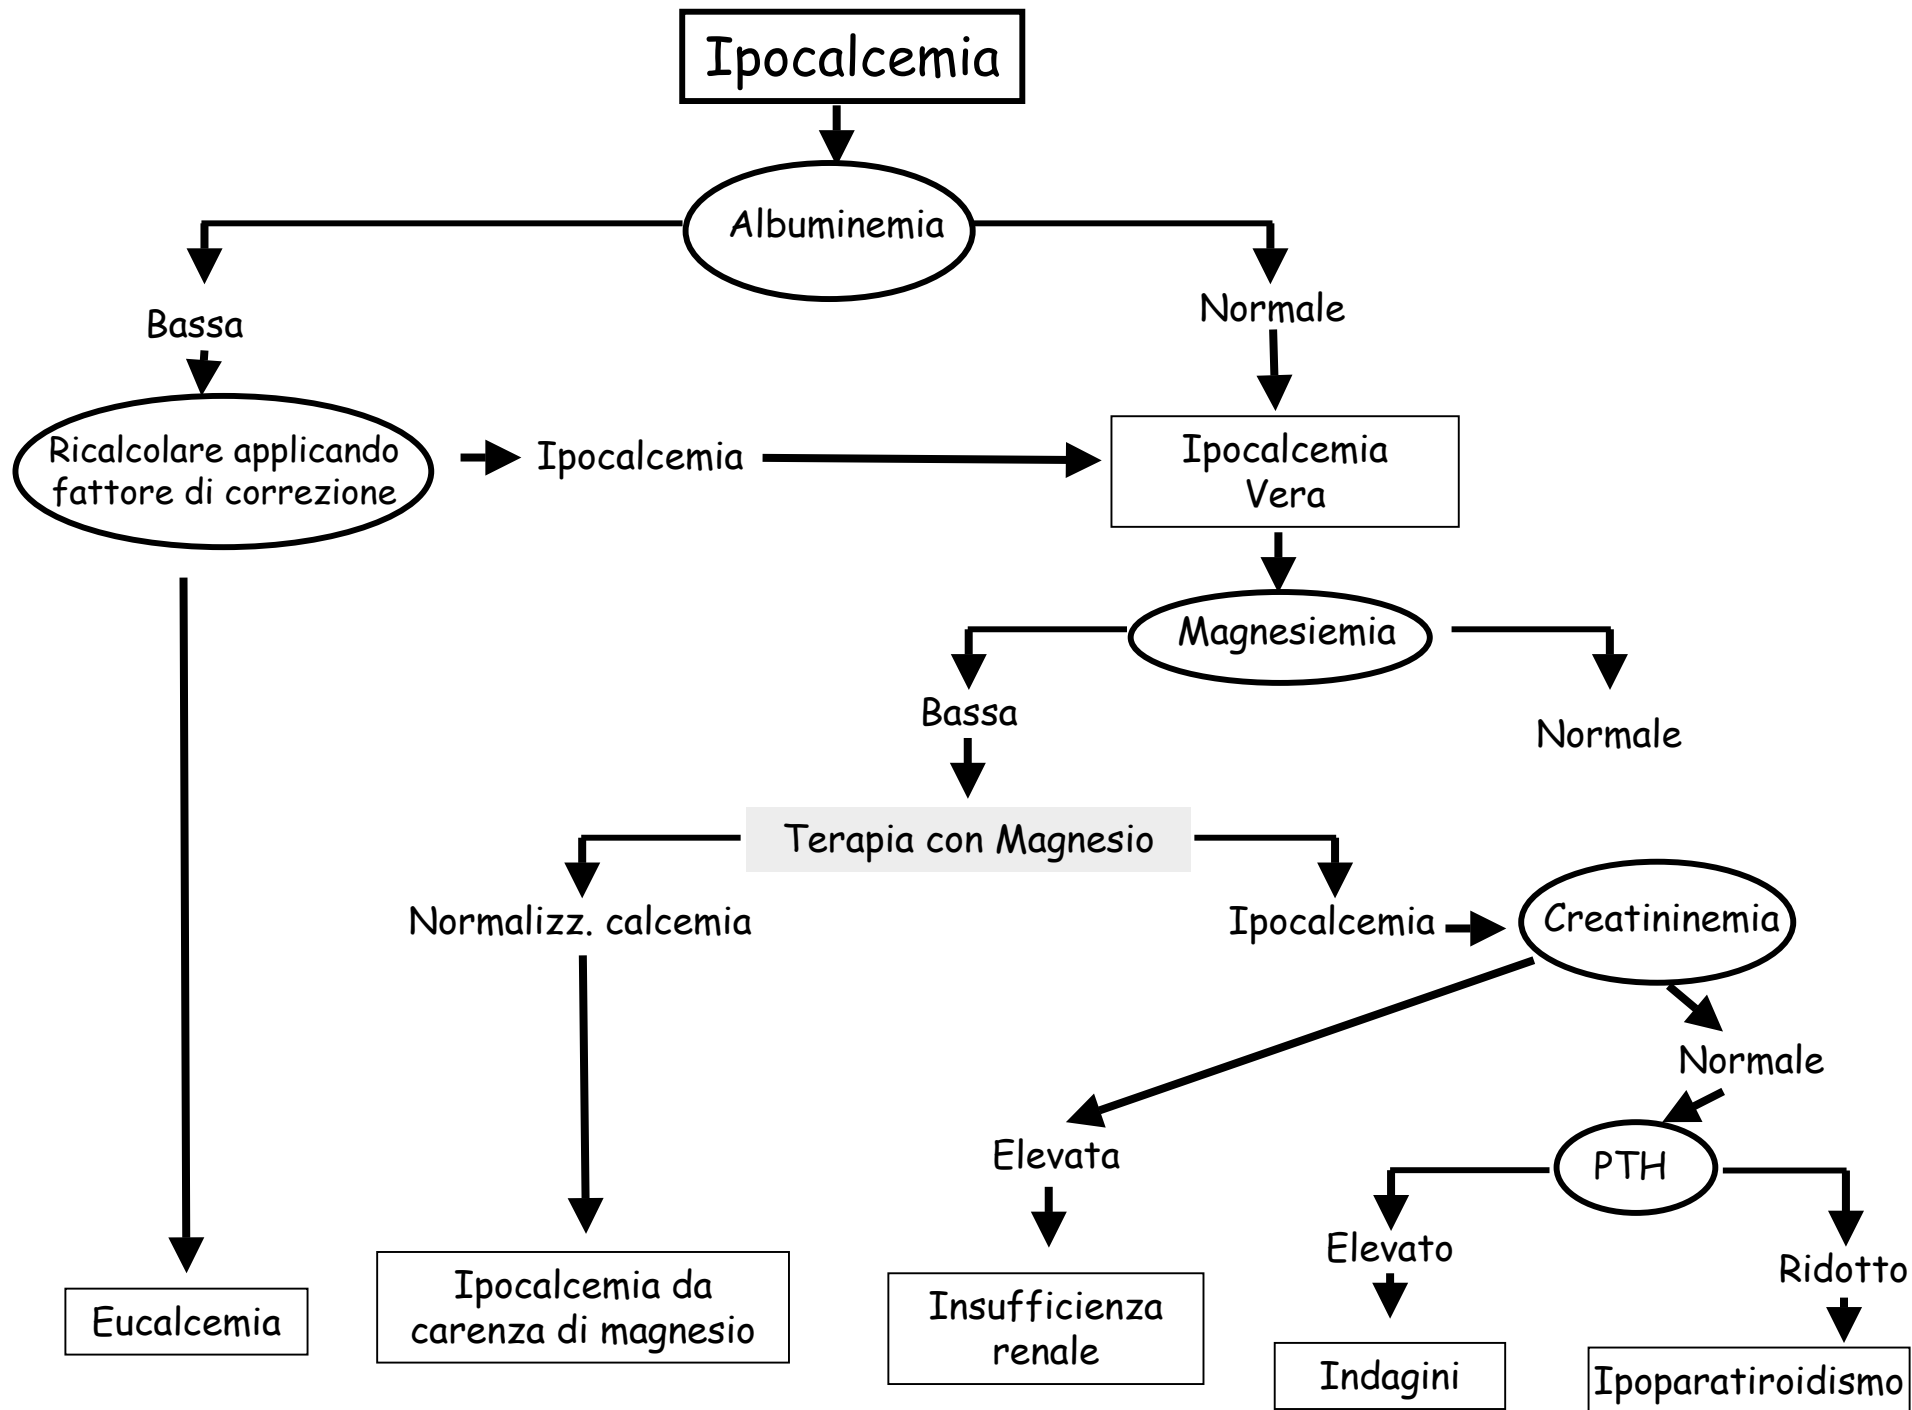 Ipocalcemia
Albuminemia
Bassa
Normale
Ricalcolare applicando
fattore di correzione
Ipocalcemia
Ipocalcemia
Vera
Magnesiemia
Bassa
Normale
Terapia con Magnesio
Normalizz. calcemia
Ipocalcemia
Creatininemia
Normale
Elevata
PTH
Elevato
Ridotto
Eucalcemia
Ipocalcemia da
carenza di magnesio
Insufficienza
renale
Indagini
Ipoparatiroidismo